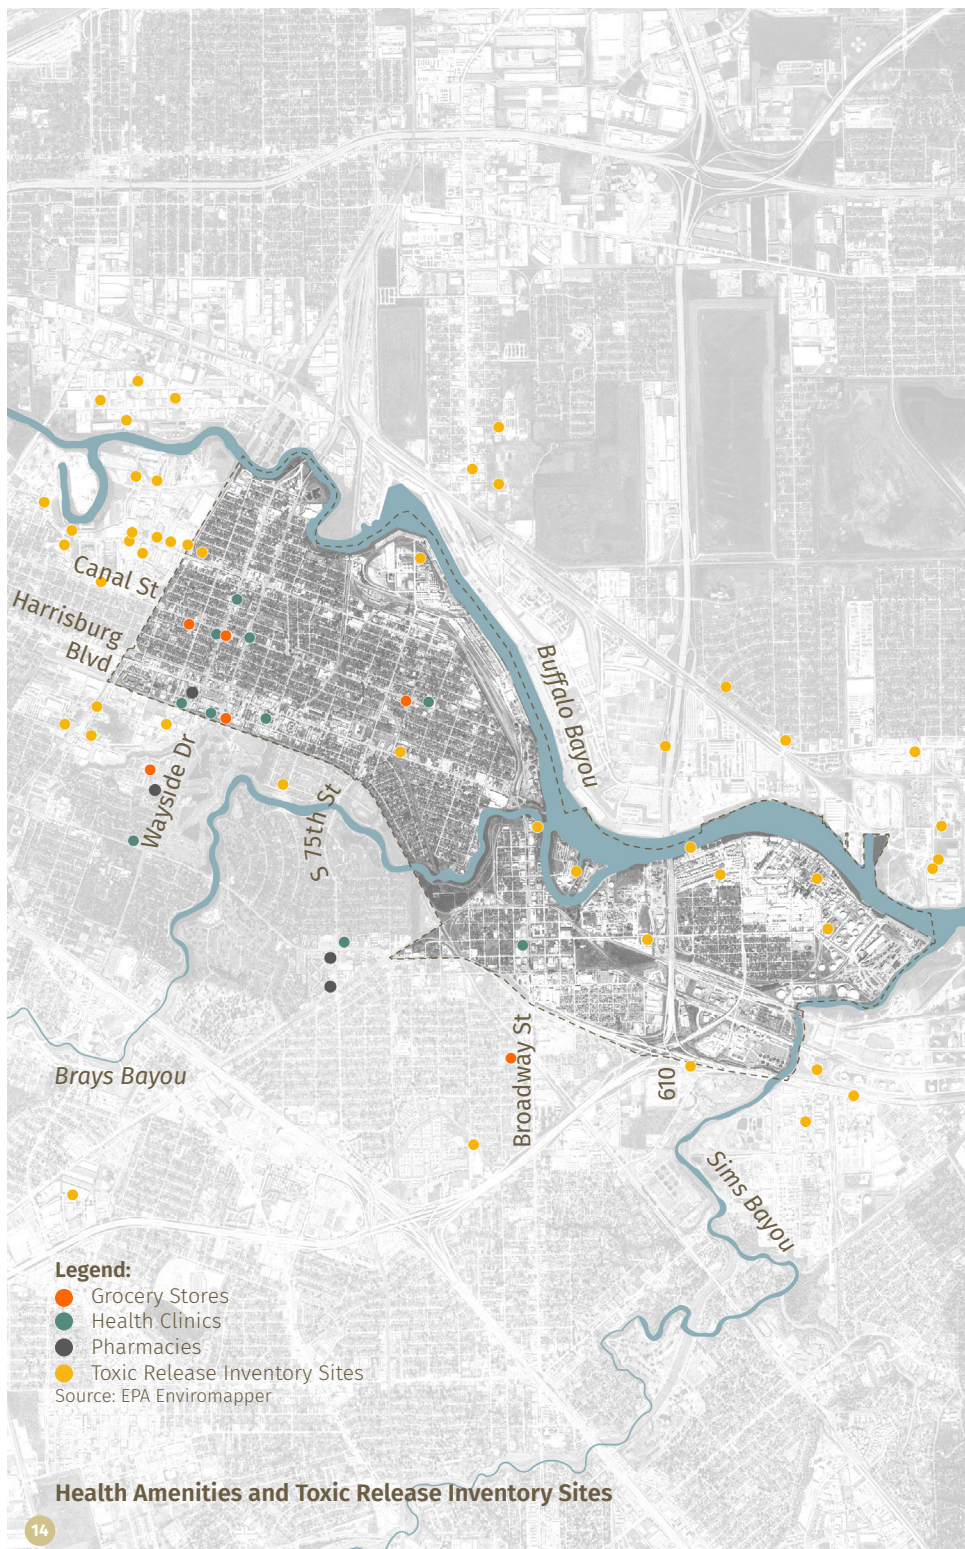 Canal St
Harrisburg
Blvd
Buffalo Bayou
Wayside Dr
S 75th St
Broadway St
610
Brays Bayou
Sims Bayou
Legend:
Grocery Stores
Health Clinics
Pharmacies
Toxic Release Inventory Sites
Source: EPA Enviromapper
Health Amenities and Toxic Release Inventory Sites
14